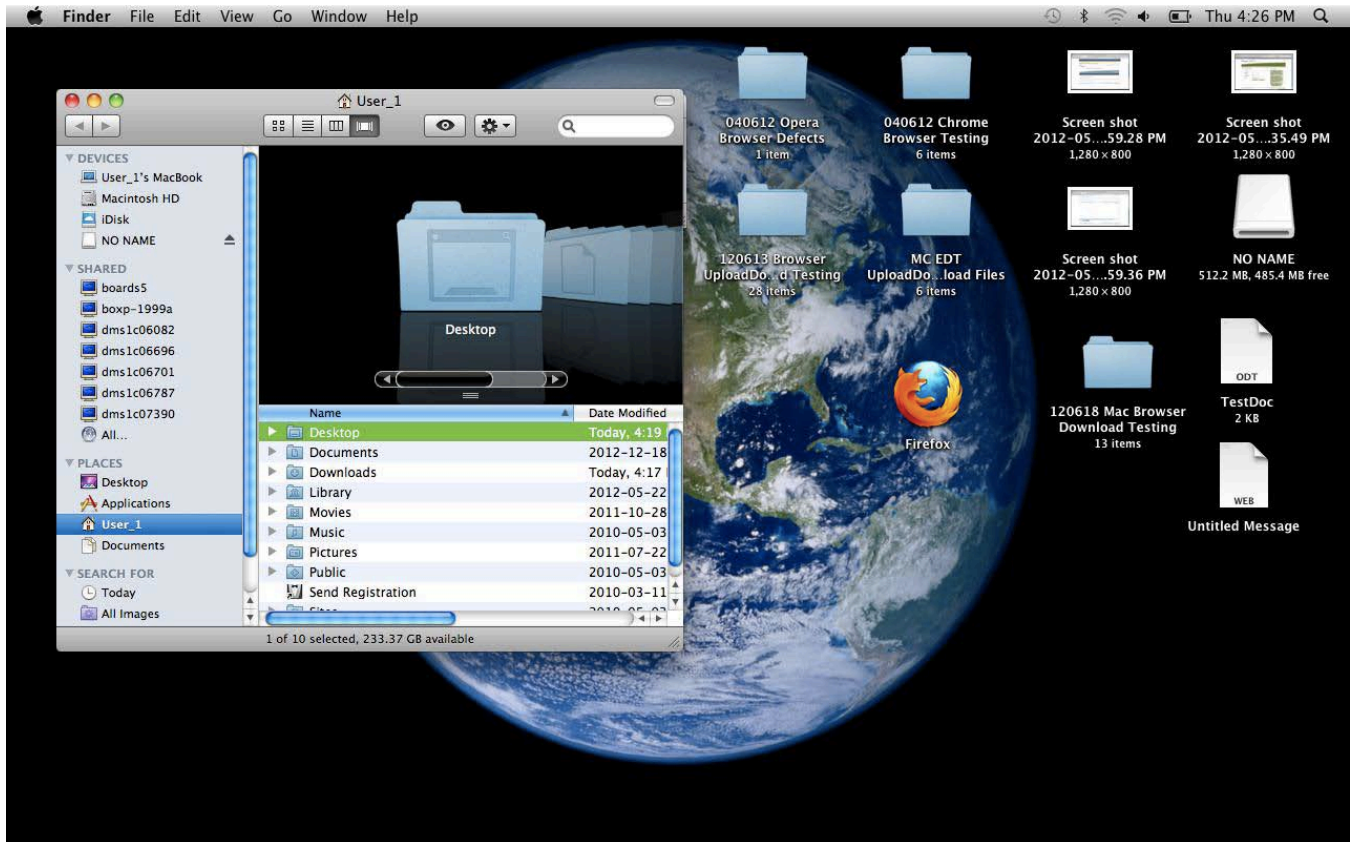 Finder File Edit View Go Window Help Thu 4:26 PM
User_1
DEVICES
User_1's MacBook
Macintosh HD
iDisk
NO NAME
SHARED
boards5
boxp-1999a
dms1c06082
dms1c06696
dms1c06701
dms1c06787
dms1c07390
All...
PLACES
Desktop
Applications
User_1
Documents
SEARCH FOR
Today
All Images
Desktop
Name Date Modified
Desktop Today, 4:19
Documents 2012-12-18
Downloads Today, 4:17
Library 2012-05-22
Movies 2011-10-28
Music 2010-05-03
Pictures 2011-07-22
Public 2010-05-03
Send Registration 2010-03-11
1 of 10 selected, 233.37 GB available
040612 Opera
Browser Defects
1 item
040612 Chrome
Browser Testing
6 items
Screen shot
2012-05....59.28 PM
1,280 × 800
Screen shot
2012-05....35.49 PM
1,280 × 800
120613 Browser
UploadDo...d Testing
28 items
MC EDT
UploadDo...load Files
6 items
Screen shot
2012-05....59.36 PM
1,280 × 800
NO NAME
512.2 MB, 485.4 MB free
Firefox
120618 Mac Browser
Download Testing
13 items
ODT
TestDoc
2 KB
WEB
Untitled Message